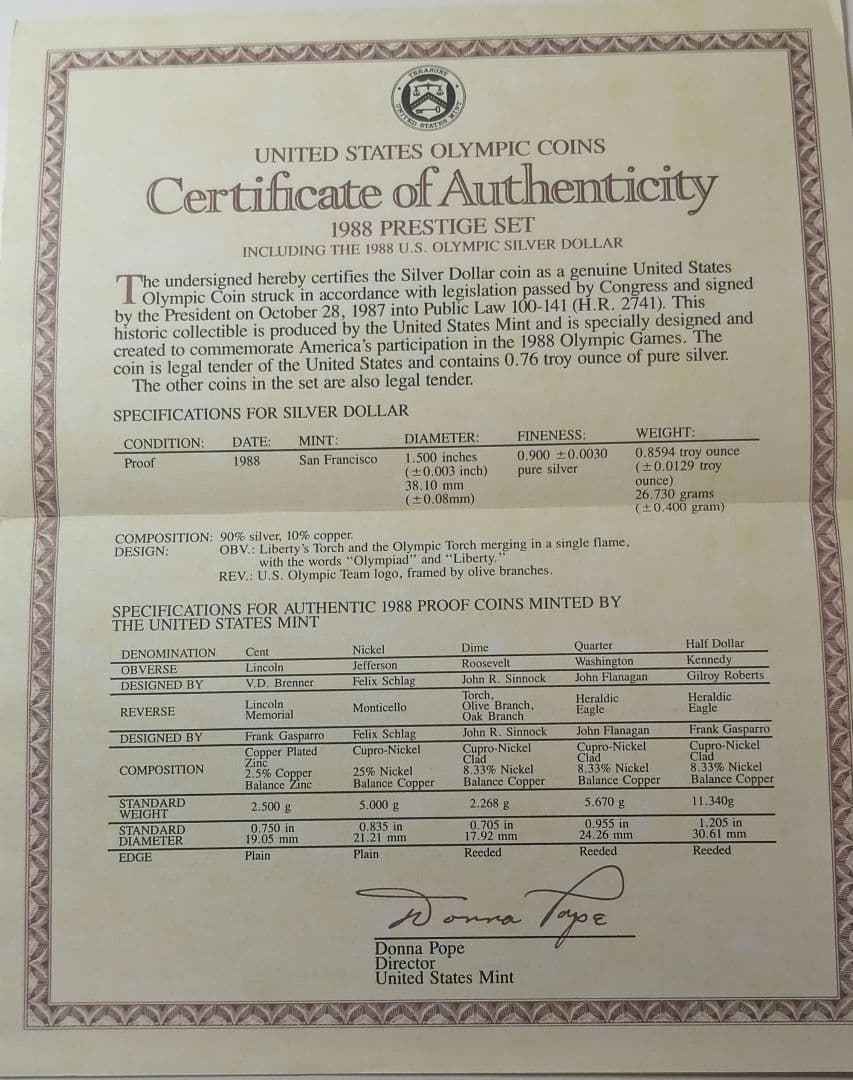 TREASURY
UNITED STATES MINT
UNITED STATES OLYMPIC COINS
Certificate of Authenticity
1988 PRESTIGE SET
INCLUDING THE 1988 U.S. OLYMPIC SILVER DOLLAR
The undersigned hereby certifies the Silver Dollar coin as a genuine United States
Olympic Coin struck in accordance with legislation passed by Congress and signed
by the President on October 28, 1987 into Public Law 100-141 (H.R. 2741). This
historic collectible is produced by the United States Mint and is specially designed and
created to commemorate America's participation in the 1988 Olympic Games. The
coin is legal tender of the United States and contains 0.76 troy ounce of pure silver.
The other coins in the set are also legal tender.
SPECIFICATIONS FOR SILVER DOLLAR
CONDITION: DATE: MINT: DIAMETER: FINENESS: WEIGHT:
Proof 1988 San Francisco 1.500 inches 0.900 ±0.0030 0.8594 troy ounce
(±0.003 inch) pure silver (±0.0129 troy
38.10 mm ounce)
(±0.08mm) 26.730 grams
(±0.400 gram)
COMPOSITION: 90% silver, 10% copper.
DESIGN: OBV.: Liberty's Torch and the Olympic Torch merging in a single flame,
with the words "Olympiad" and "Liberty."
REV.: U.S. Olympic Team logo, framed by olive branches.
SPECIFICATIONS FOR AUTHENTIC 1988 PROOF COINS MINTED BY
THE UNITED STATES MINT
DENOMINATION Cent Nickel Dime Quarter Half Dollar
OBVERSE Lincoln Jefferson Roosevelt Washington Kennedy
DESIGNED BY V.D. Brenner Felix Schlag John R. Sinnock John Flanagan Gilroy Roberts
REVERSE Lincoln Monticello Torch, Heraldic Heraldic
Memorial Olive Branch, Eagle Eagle
Oak Branch
DESIGNED BY Frank Gasparro Felix Schlag John R. Sinnock John Flanagan Frank Gasparro
COMPOSITION Copper Plated Cupro-Nickel Cupro-Nickel Cupro-Nickel Cupro-Nickel
Zinc Clad Clad Clad
2.5% Copper 25% Nickel 8.33% Nickel 8.33% Nickel 8.33% Nickel
Balance Zinc Balance Copper Balance Copper Balance Copper Balance Copper
STANDARD WEIGHT 2.500 g 5.000 g 2.268 g 5.670 g 11.340g
STANDARD 0.750 in 0.835 in 0.705 in 0.955 in 1.205 in
DIAMETER 19.05 mm 21.21 mm 17.92 mm 24.26 mm 30.61 mm
EDGE Plain Plain Reeded Reeded Reeded
Donna Pope
Donna Pope
Director
United States Mint